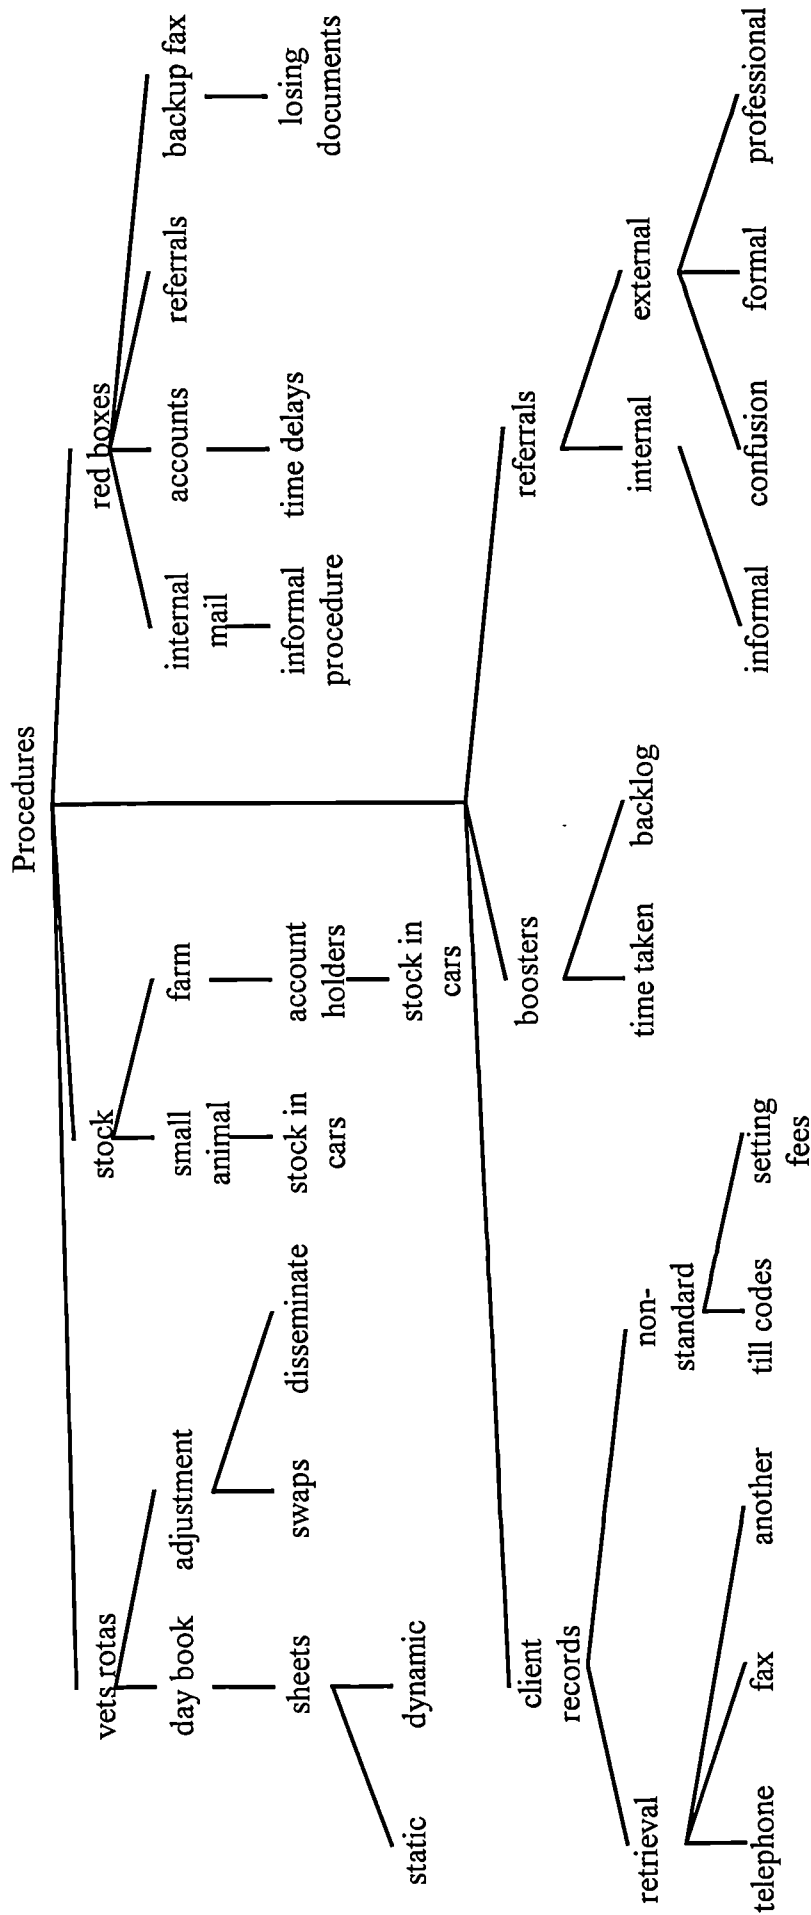 Procedures
vets rotas
stock
red boxes
day book
adjustment
small
animal
farm
internal
mail
accounts
referrals
backup fax
sheets
swaps
disseminate
stock in
cars
account
holders
informal
procedure
time delays
losing
documents
static
dynamic
stock in
cars
client
records
boosters
referrals
retrieval
non-
standard
time taken
backlog
internal
external
telephone
fax
another
till codes
setting
fees
informal
confusion
formal
professional